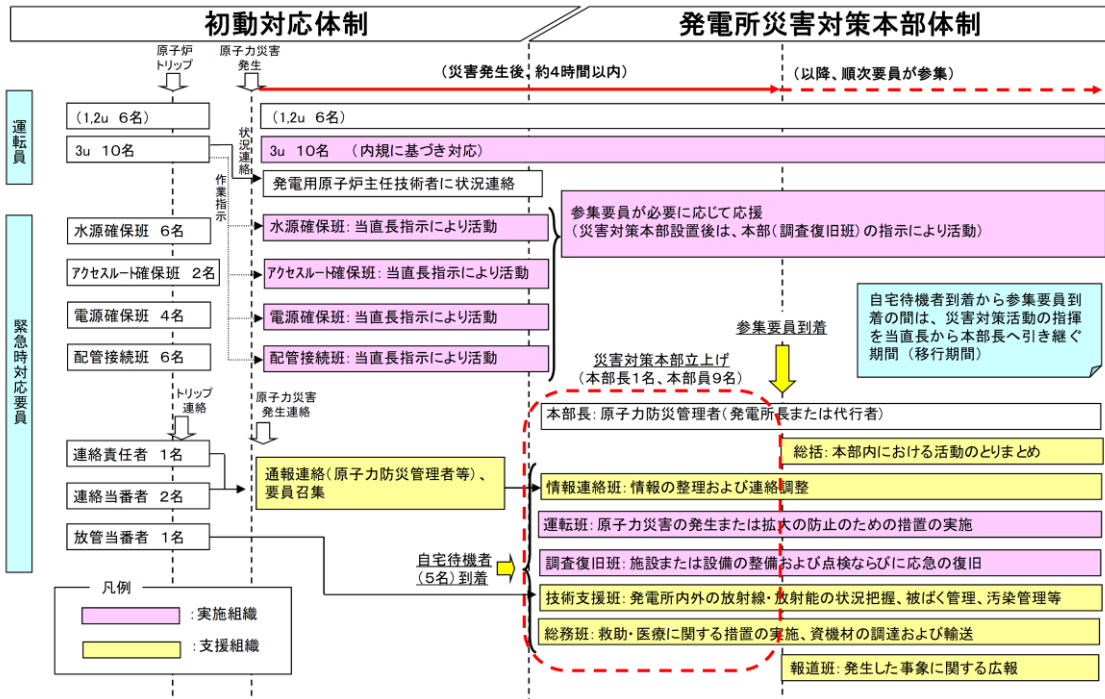 初動対応体制
発電所災害対策本部体制
原子炉
トリップ
原子力災害
発生
(災害発生後、約4時間以内)
(以降、順次要員が参集)
運転員
(1,2u 6名)
3u 10名
状況連絡
作業指示
(1,2u 6名)
3u 10名 (内規に基づき対応)
発電用原子炉主任技術者に状況連絡
緊急時対応要員
水源確保班 6名
アクセスルート確保班 2名
電源確保班 4名
配管接続班 6名
水源確保班:当直長指示により活動
アクセスルート確保班:当直長指示により活動
電源確保班:当直長指示により活動
配管接続班:当直長指示により活動
参集要員が必要に応じて応援
(災害対策本部設置後は、本部(調査復旧班)の指示により活動)
自宅待機者到着から参集要員到
着の間は、災害対策活動の指揮
を当直長から本部長へ引き継ぐ
期間 (移行期間)
参集要員到着
災害対策本部立上げ
(本部長1名、本部員9名)
トリップ
連絡
原子力災害
発生連絡
連絡責任者 1名
連絡当番者 2名
放管当番者 1名
通報連絡(原子力防災管理者等)、
要員召集
自宅待機者
(5名)到着
本部長:原子力防災管理者(発電所長または代行者)
総括:本部内における活動のとりまとめ
情報連絡班:情報の整理および連絡調整
運転班:原子力災害の発生または拡大の防止のための措置の実施
調査復旧班:施設または設備の整備および点検ならびに応急の復旧
技術支援班:発電所内外の放射線・放射能の状況把握、被ばく管理、汚染管理等
総務班:救助・医療に関する措置の実施、資機材の調達および輸送
報道班:発生した事象に関する広報
凡例
:実施組織
:支援組織